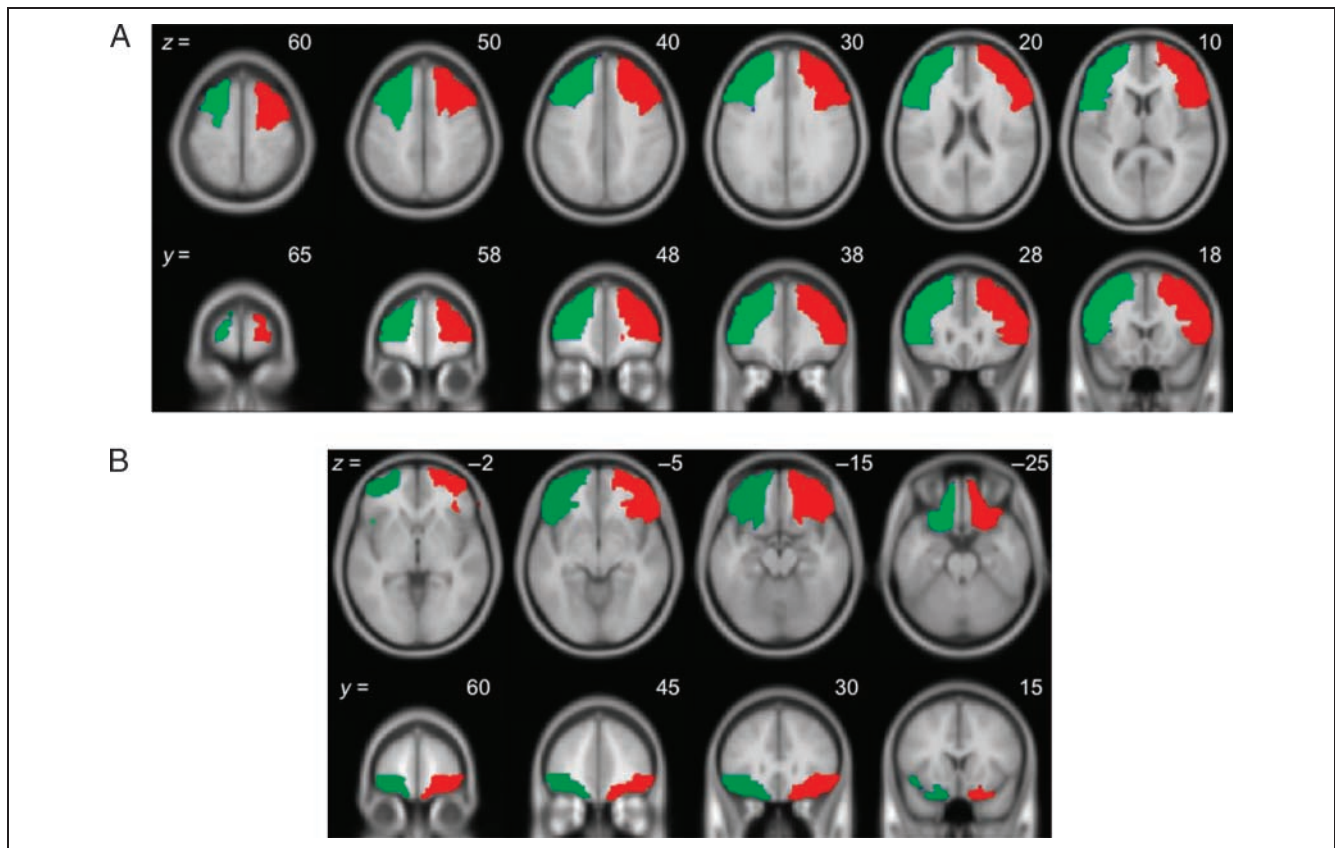 A
z = 60 50 40 30 20 10
y = 65 58 48 38 28 18
B
z = –2 –5 –15 –25
y = 60 45 30 15